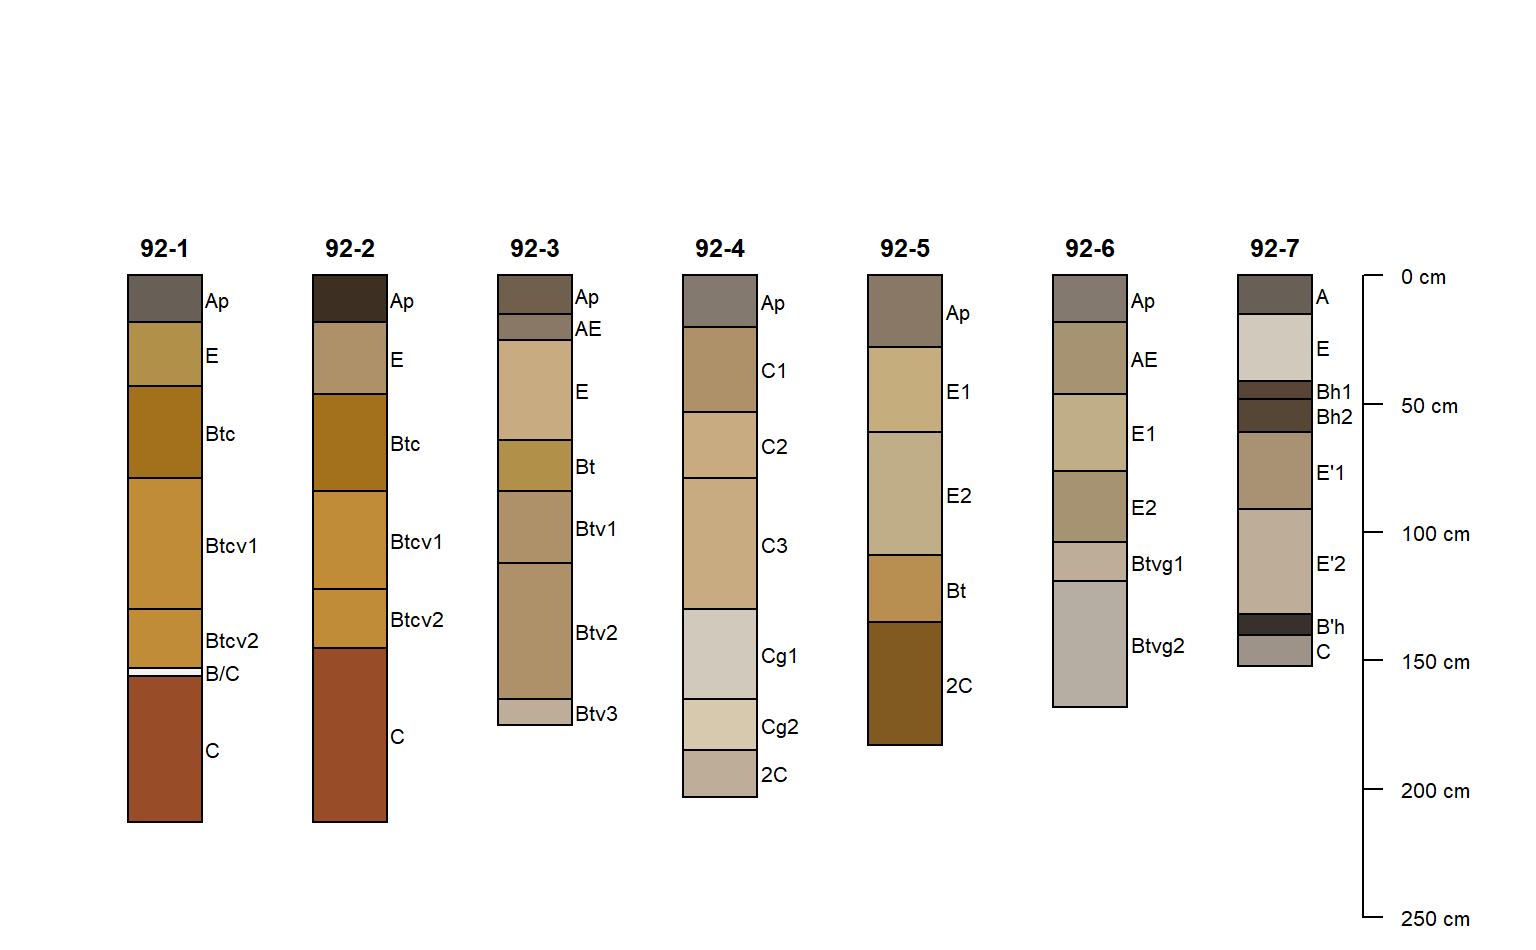 92-1 92-2 92-3 92-4 92-5 92-6 92-7
Ap
E
Btc
Btcv1
Btcv2
B/C
C
Ap
E
Btc
Btcv1
Btcv2
C
Ap
AE
E
Bt
Btv1
Btv2
Btv3
Ap
C1
C2
C3
Cg1
Cg2
2C
Ap
E1
E2
Bt
2C
Ap
AE
E1
E2
Btvg1
Btvg2
A
E
Bh1
Bh2
E'1
E'2
B'h
C
0 cm
50 cm
100 cm
150 cm
200 cm
250 cm